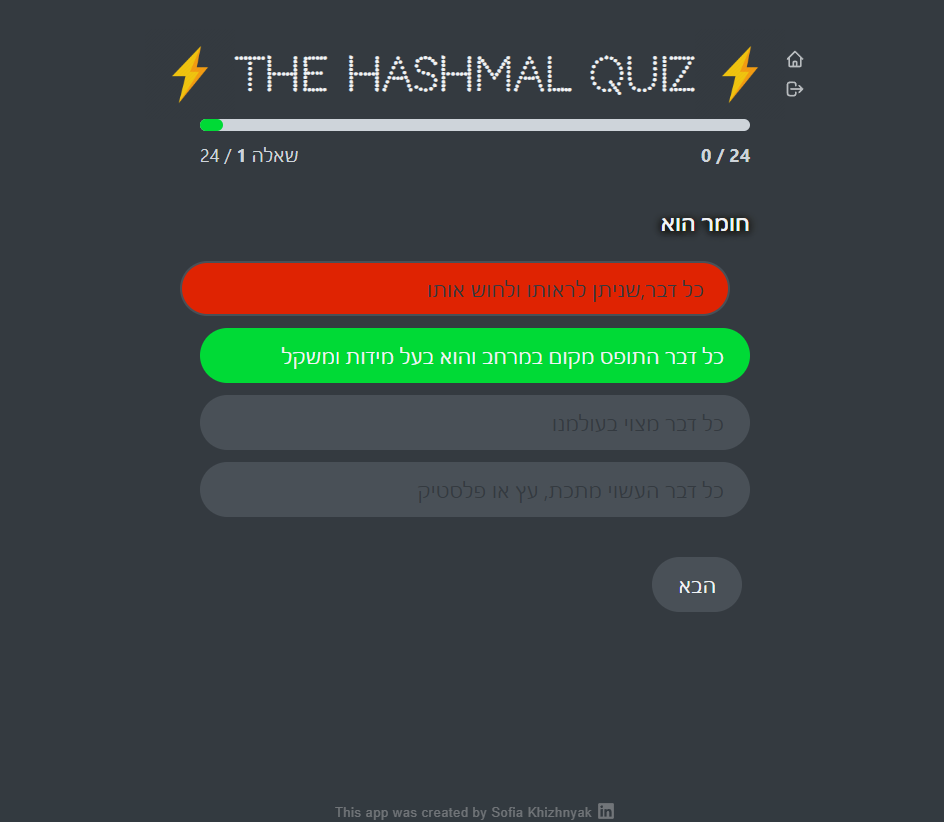 ⚡ THE HASHMAL QUIZ ⚡
שאלה 1 / 24
0 / 24
חומר הוא
כל דבר,שניתן לראותו ולחוש אותו
כל דבר התופס מקום במרחב והוא בעל מידות ומשקל
כל דבר מצוי בעולמנו
כל דבר העשוי מתכת, עץ או פלסטיק
הבא
This app was created by Sofia Khizhnyak in